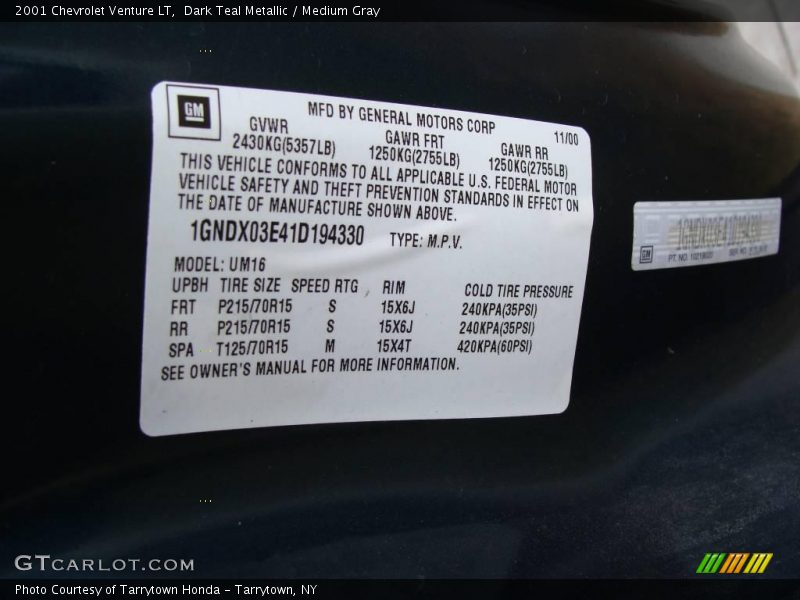 2001 Chevrolet Venture LT,  Dark Teal Metallic / Medium Gray
GM
MFD BY GENERAL MOTORS CORP
11/00
GVWR GAWR FRT GAWR RR
2430KG(5357LB) 1250KG(2755LB) 1250KG(2755LB)
THIS VEHICLE CONFORMS TO ALL APPLICABLE U.S. FEDERAL MOTOR
VEHICLE SAFETY AND THEFT PREVENTION STANDARDS IN EFFECT ON
THE DATE OF MANUFACTURE SHOWN ABOVE.
1GNDX03E41D194330 TYPE: M.P.V.
MODEL: UM16
UPBH TIRE SIZE SPEED RTG RIM COLD TIRE PRESSURE
FRT P215/70R15 S 15X6J 240KPA(35PSI)
RR P215/70R15 S 15X6J 240KPA(35PSI)
SPA T125/70R15 M 15X4T 420KPA(60PSI)
SEE OWNER'S MANUAL FOR MORE INFORMATION.
1GNDX03E41D194330
GM PT. NO.
GTCARLOT.COM
Photo Courtesy of Tarrytown Honda - Tarrytown, NY